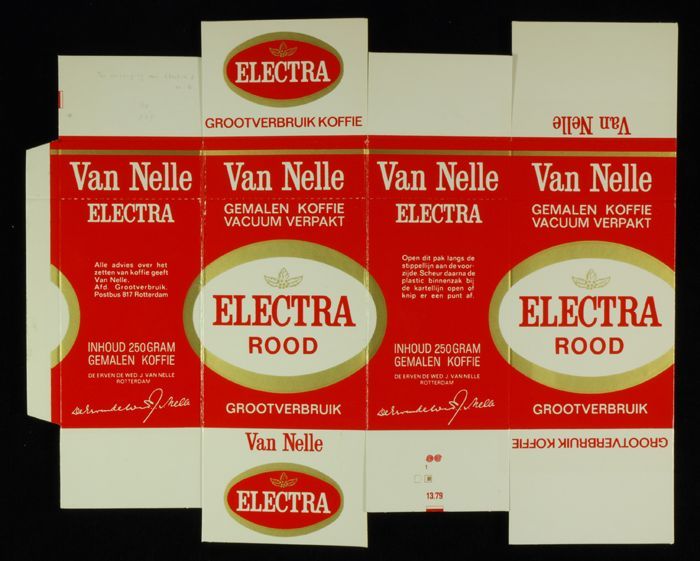 ELECTRA
GROOTVERBRUIK KOFFIE
Van Nelle
Van Nelle
ELECTRA
Alle advies over het
zetten van koffie geeft
Van Nelle.
Afd. Grootverbruik.
Postbus 817 Rotterdam
INHOUD 250 GRAM
GEMALEN KOFFIE
DE ERVEN DE WED. J. VAN NELLE
ROTTERDAM
Van Nelle
GEMALEN KOFFIE
VACUUM VERPAKT
ELECTRA
ROOD
GROOTVERBRUIK
Van Nelle
ELECTRA
Van Nelle
ELECTRA
Open dit pak langs de
stippellijn aan de voor-
zijde. Scheur daarna de
plastic binnenzak bij
de kartellijn open of
knip er een punt af.
INHOUD 250 GRAM
GEMALEN KOFFIE
DE ERVEN DE WED. J. VAN NELLE
ROTTERDAM
1
13.79
Van Nelle
GEMALEN KOFFIE
VACUUM VERPAKT
ELECTRA
ROOD
GROOTVERBRUIK
GROOTVERBRUIK KOFFIE